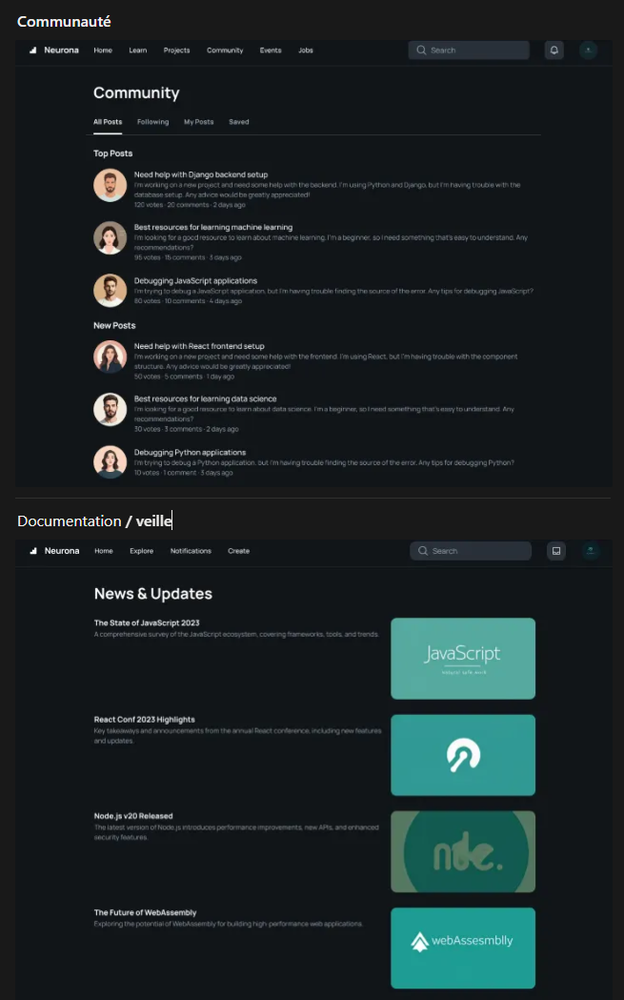 Communauté
Neurona Home Learn Projects Community Events Jobs Search
Community
All Posts Following My Posts Saved
Top Posts
Need help with Django backend setup
I'm working on a new project and need some help with the backend. I'm using Python and Django, but I'm having trouble with the
database setup. Any advice would be greatly appreciated!
120 votes · 20 comments · 2 days ago
Best resources for learning machine learning
I'm looking for a good resource to learn about machine learning. I'm a beginner, so I need something that's easy to understand. Any
recommendations?
95 votes · 15 comments · 3 days ago
Debugging JavaScript applications
I'm trying to debug a JavaScript application, but I'm having trouble finding the source of the error. Any tips for debugging JavaScript?
80 votes · 10 comments · 4 days ago
New Posts
Need help with React frontend setup
I'm working on a new project and need some help with the frontend. I'm using React, but I'm having trouble with the component
structure. Any advice would be greatly appreciated!
50 votes · 5 comments · 1 day ago
Best resources for learning data science
I'm looking for a good resource to learn about data science. I'm a beginner, so I need something that's easy to understand. Any
recommendations?
30 votes · 3 comments · 2 days ago
Debugging Python applications
I'm trying to debug a Python application, but I'm having trouble finding the source of the error. Any tips for debugging Python?
10 votes · 1 comment · 3 days ago
Documentation / veille
Neurona Home Explore Notifications Create Search
News & Updates
The State of JavaScript 2023
A comprehensive survey of the JavaScript ecosystem, covering frameworks, tools, and trends.
JavaScript
React Conf 2023 Highlights
Key takeaways and announcements from the annual React conference, including new features
and updates.
Node.js v20 Released
The latest version of Node.js introduces performance improvements, new APIs, and enhanced
security features.
nde.
The Future of WebAssembly
Exploring the potential of WebAssembly for building high-performance web applications.
webAssesmblly